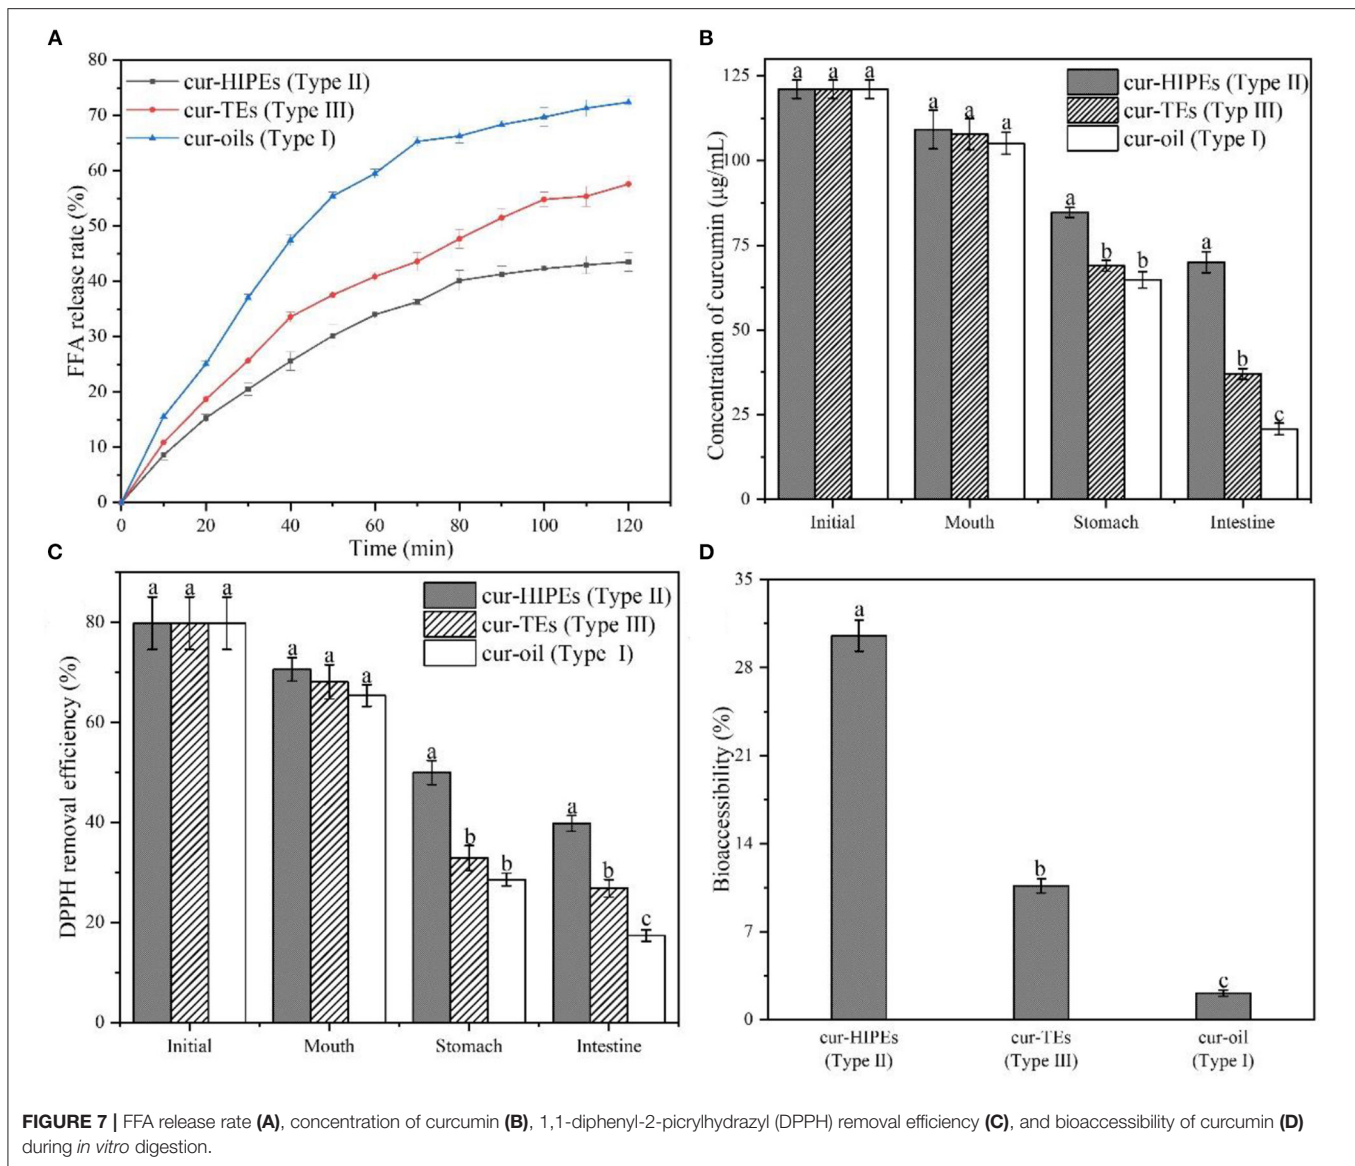 A
80
70
60
50
40
30
20
10
0
FFA release rate (%)
cur-HIPEs (Type II)
cur-TEs (Type III)
cur-oils (Type I)
0 20 40 60 80 100 120
Time (min)
B
125
100
75
50
25
0
Concentration of curcumin (μg/mL)
cur-HIPEs (Type II)
cur-TEs (Typ III)
cur-oil (Type I)
a a a
a a a
a b b
a b c
Initial Mouth Stomach Intestine
C
80
60
40
20
0
DPPH removal efficiency (%)
cur-HIPEs (Type II)
cur-TEs (Type III)
cur-oil (Type I)
a a a
a a a
a b b
a b c
Initial Mouth Stomach Intestine
D
35
28
21
14
7
0
Bioaccessibility (%)
a
b
c
cur-HIPEs cur-TEs cur-oil
(Type II) (Type III) (Type I)
FIGURE 7 | FFA release rate (A), concentration of curcumin (B), 1,1-diphenyl-2-picrylhydrazyl (DPPH) removal efficiency (C), and bioaccessibility of curcumin (D)
during in vitro digestion.